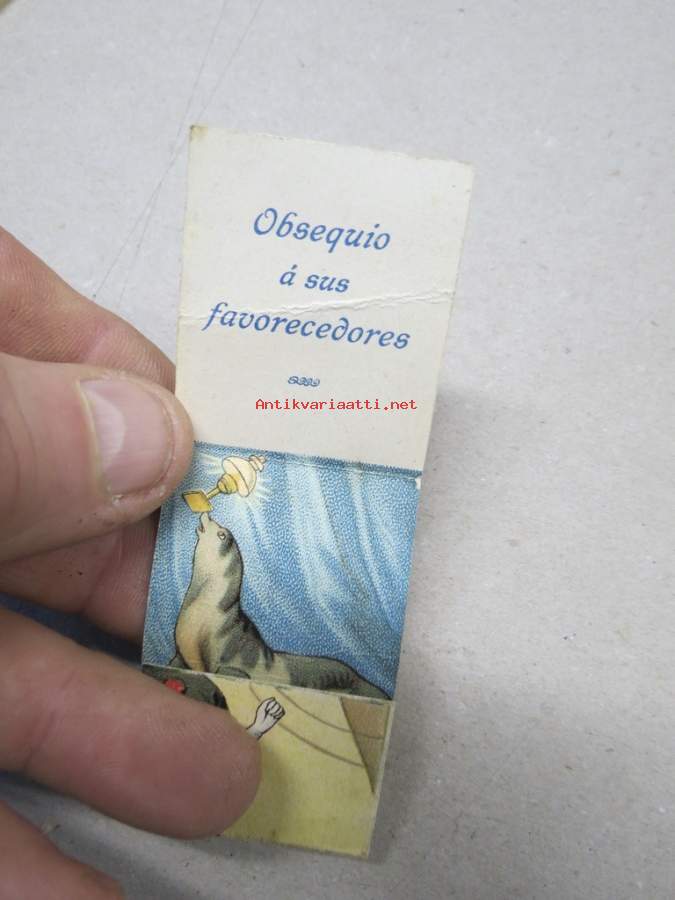 Obsequio
á sus
favorecedores
Antikvariaatti.net